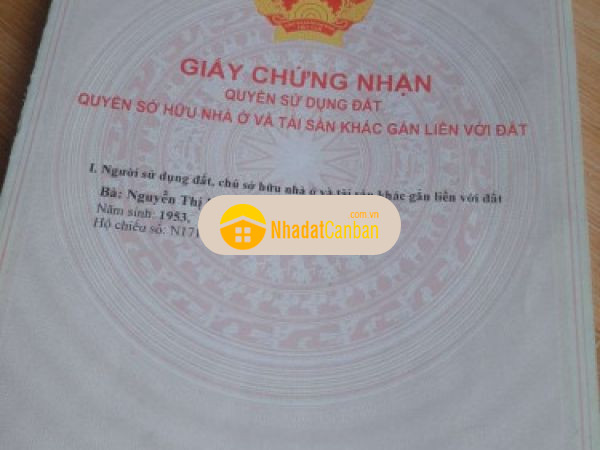 GIẤY CHỨNG NHẬN
QUYỀN SỬ DỤNG ĐẤT
QUYỀN SỞ HỮU NHÀ Ở VÀ TÀI SẢN KHÁC GẮN LIỀN VỚI ĐẤT
I. Người sử dụng đất, chủ sở hữu nhà ở và tài sản khác gắn liền với đất
Bà: Nguyễn Thị
Năm sinh: 1953,
Hộ chiếu số: N17
.com.vn
NhadatCanban